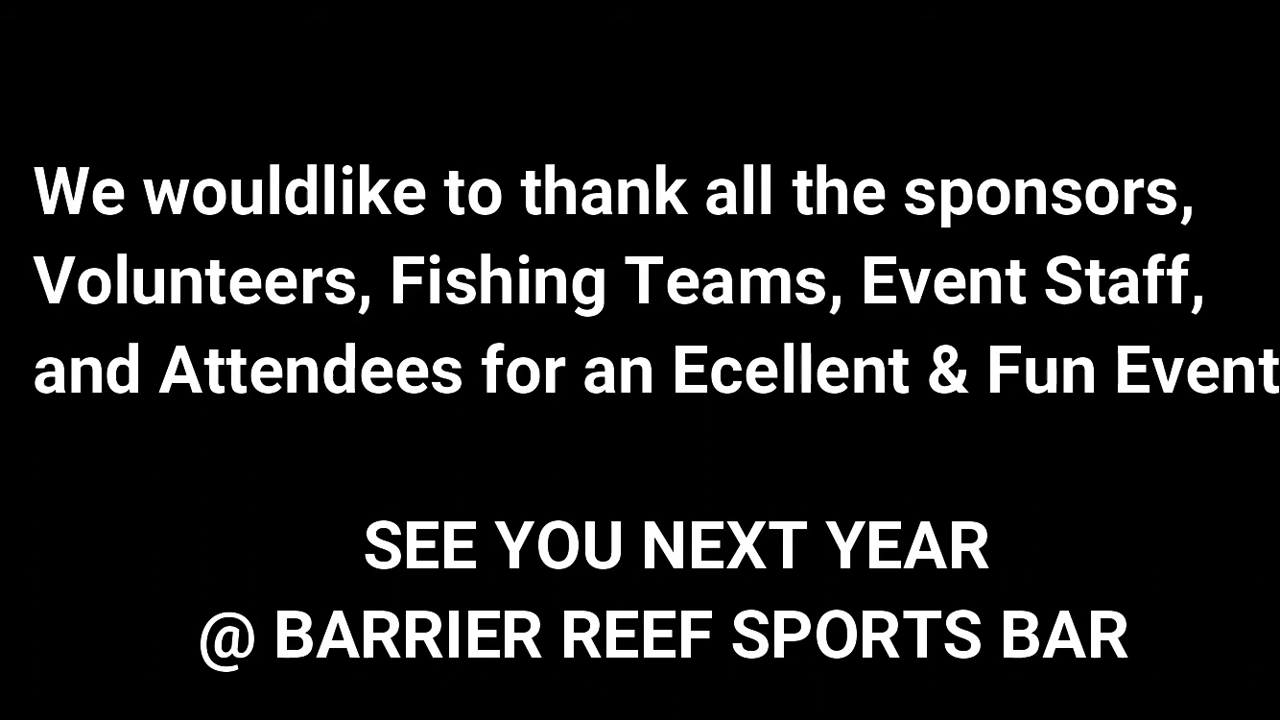 We wouldlike to thank all the sponsors,
Volunteers, Fishing Teams, Event Staff,
and Attendees for an Ecellent & Fun Event
SEE YOU NEXT YEAR
@ BARRIER REEF SPORTS BAR